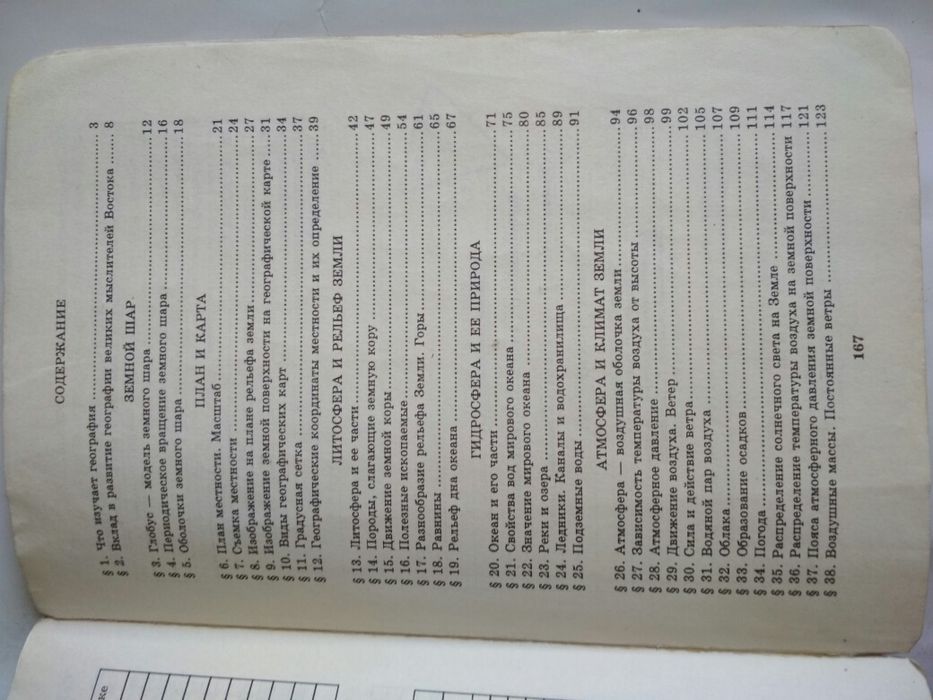 СОДЕРЖАНИЕ
§ 1. Что изучает география 3
§ 2. Вклад в развитие географии великих мыслителей Востока 8
ЗЕМНОЙ ШАР
§ 3. Глобус — модель земного шара 12
§ 4. Периодическое вращение земного шара 16
§ 5. Оболочки земного шара 18
ПЛАН И КАРТА
§ 6. План местности. Масштаб 21
§ 7. Съемка местности 24
§ 8. Изображение на плане рельефа земли 27
§ 9. Изображение земной поверхности на географической карте 31
§ 10. Виды географических карт 34
§ 11. Градусная сетка 37
§ 12. Географические координаты местности и их определение 39
ЛИТОСФЕРА И РЕЛЬЕФ ЗЕМЛИ
§ 13. Литосфера и ее части 42
§ 14. Породы, слагающие земную кору 47
§ 15. Движение земной коры 49
§ 16. Полезные ископаемые 54
§ 17. Разнообразие рельефа Земли. Горы 61
§ 18. Равнины 65
§ 19. Рельеф дна океана 67
ГИДРОСФЕРА И ЕЕ ПРИРОДА
§ 20. Океан и его части 71
§ 21. Свойства вод мирового океана 75
§ 22. Значение мирового океана 80
§ 23. Реки и озера 85
§ 24. Ледники. Каналы и водохранилища 89
§ 25. Подземные воды 91
АТМОСФЕРА И КЛИМАТ ЗЕМЛИ
§ 26. Атмосфера — воздушная оболочка земли 94
§ 27. Зависимость температуры воздуха от высоты 96
§ 28. Атмосферное давление 98
§ 29. Движение воздуха. Ветер 99
§ 30. Сила и действие ветра 102
§ 31. Водяной пар воздуха 105
§ 32. Облака 107
§ 33. Образование осадков 109
§ 34. Погода 111
§ 35. Распределение солнечного света на Земле 114
§ 36. Распределение температуры воздуха на земной поверхности 117
§ 37. Пояса атмосферного давления земной поверхности 121
§ 38. Воздушные массы. Постоянные ветры 123
167